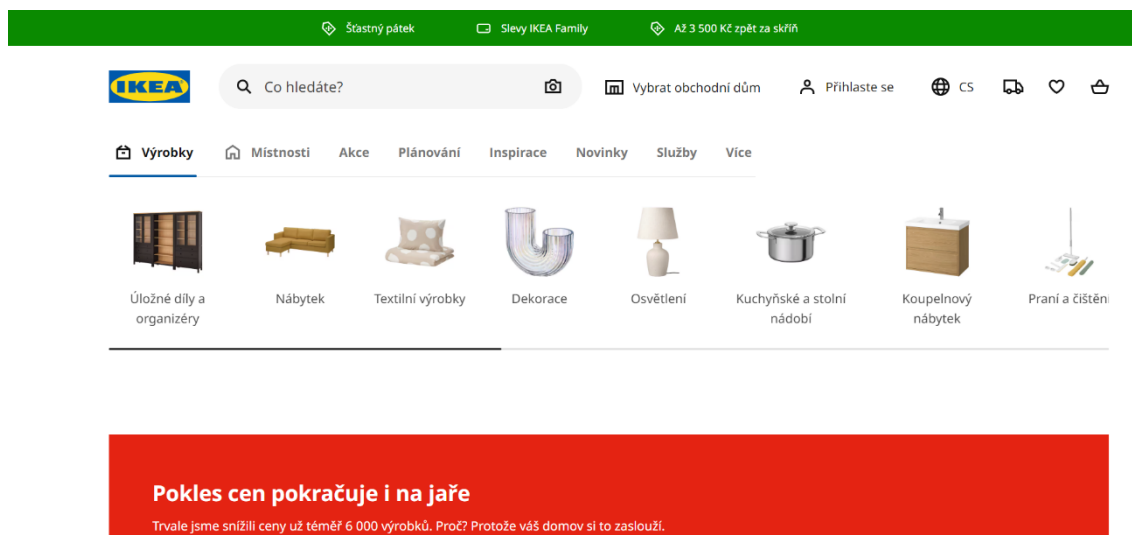 Šťastný pátek
Slevy IKEA Family
Až 3 500 Kč zpět za skříň
IKEA
Co hledáte?
Vybrat obchodní dům
Přihlaste se
CS
Výrobky
Místnosti
Akce
Plánování
Inspirace
Novinky
Služby
Více
Úložné díly a
organizéry
Nábytek
Textilní výrobky
Dekorace
Osvětlení
Kuchyňské a stolní
nádobí
Koupelnový
nábytek
Praní a čištění
Pokles cen pokračuje i na jaře
Trvale jsme snížili ceny už téměř 6 000 výrobků. Proč? Protože váš domov si to zaslouží.